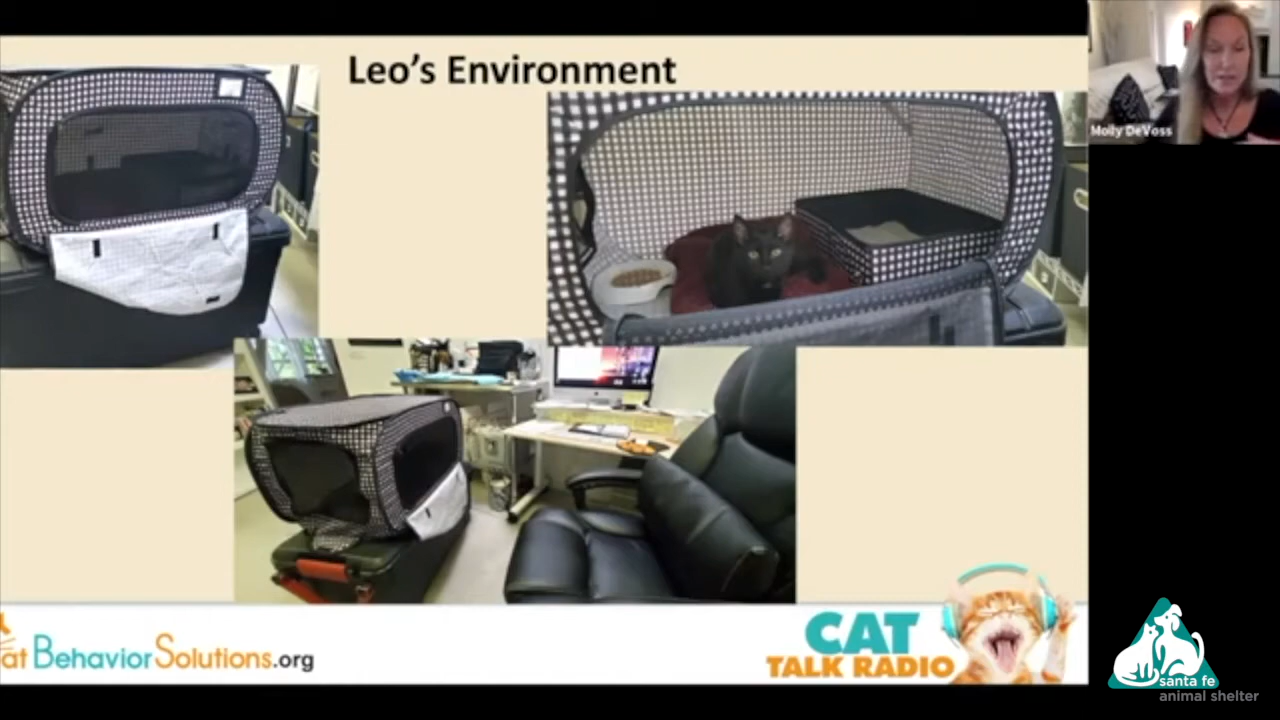 Leo's Environment
Molly DeVoss
at BehaviorSolutions.org
CAT
TALK RADIO
santa fe
animal shelter